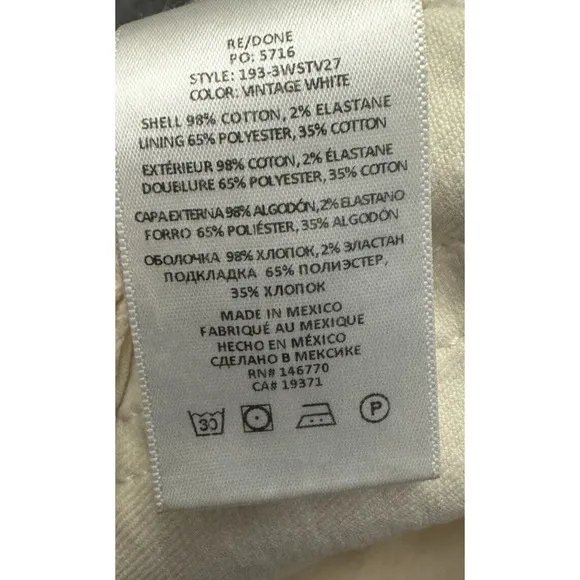 RE/DONE
PO: 5716
STYLE: 193-3WSTV27
COLOR: VINTAGE WHITE
SHELL 98% COTTON, 2% ELASTANE
LINING 65% POLYESTER, 35% COTTON
EXTÉRIEUR 98% COTON, 2% ÉLASTANE
DOUBLURE 65% POLYESTER, 35% COTON
CAPA EXTERNA 98% ALGODÓN, 2% ELASTANO
FORRO 65% POLIÉSTER, 35% ALGODÓN
ОБОЛОЧКА 98% ХЛОПОК, 2% ЭЛАСТАН
ПОДКЛАДКА 65% ПОЛИЭСТЕР,
35% ХЛОПОК
MADE IN MEXICO
FABRIQUÉ AU MEXIQUE
HECHO EN MÉXICO
СДЕЛАНО В МЕКСИКЕ
RN# 146770
CA# 19371
30 P